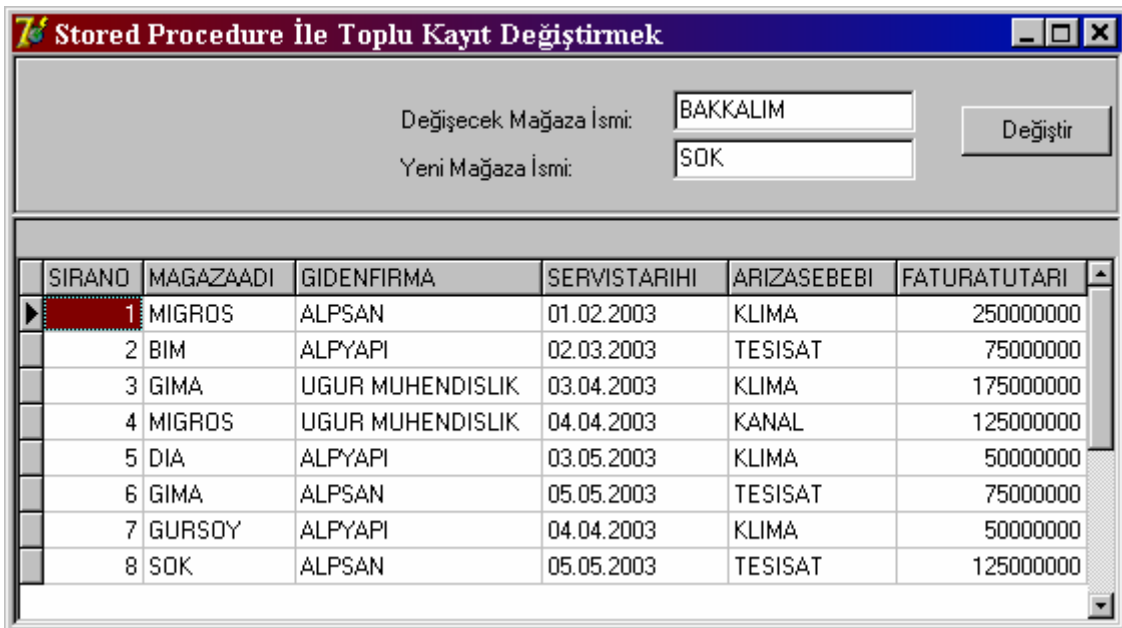 Stored Procedure İle Toplu Kayıt Değiştirmek
Değişecek Mağaza İsmi: BAKKALIM
Değiştir
Yeni Mağaza İsmi: SOK
SIRANO MAGAZAADI GIDENFIRMA SERVISTARIHI ARIZASEBEBI FATURATUTARI
1 MIGROS ALPSAN 01.02.2003 KLIMA 250000000
2 BIM ALPYAPI 02.03.2003 TESISAT 75000000
3 GIMA UGUR MUHENDISLIK 03.04.2003 KLIMA 175000000
4 MIGROS UGUR MUHENDISLIK 04.04.2003 KANAL 125000000
5 DIA ALPYAPI 03.05.2003 KLIMA 50000000
6 GIMA ALPSAN 05.05.2003 TESISAT 75000000
7 GURSOY ALPYAPI 04.04.2003 KLIMA 50000000
8 SOK ALPSAN 05.05.2003 TESISAT 125000000